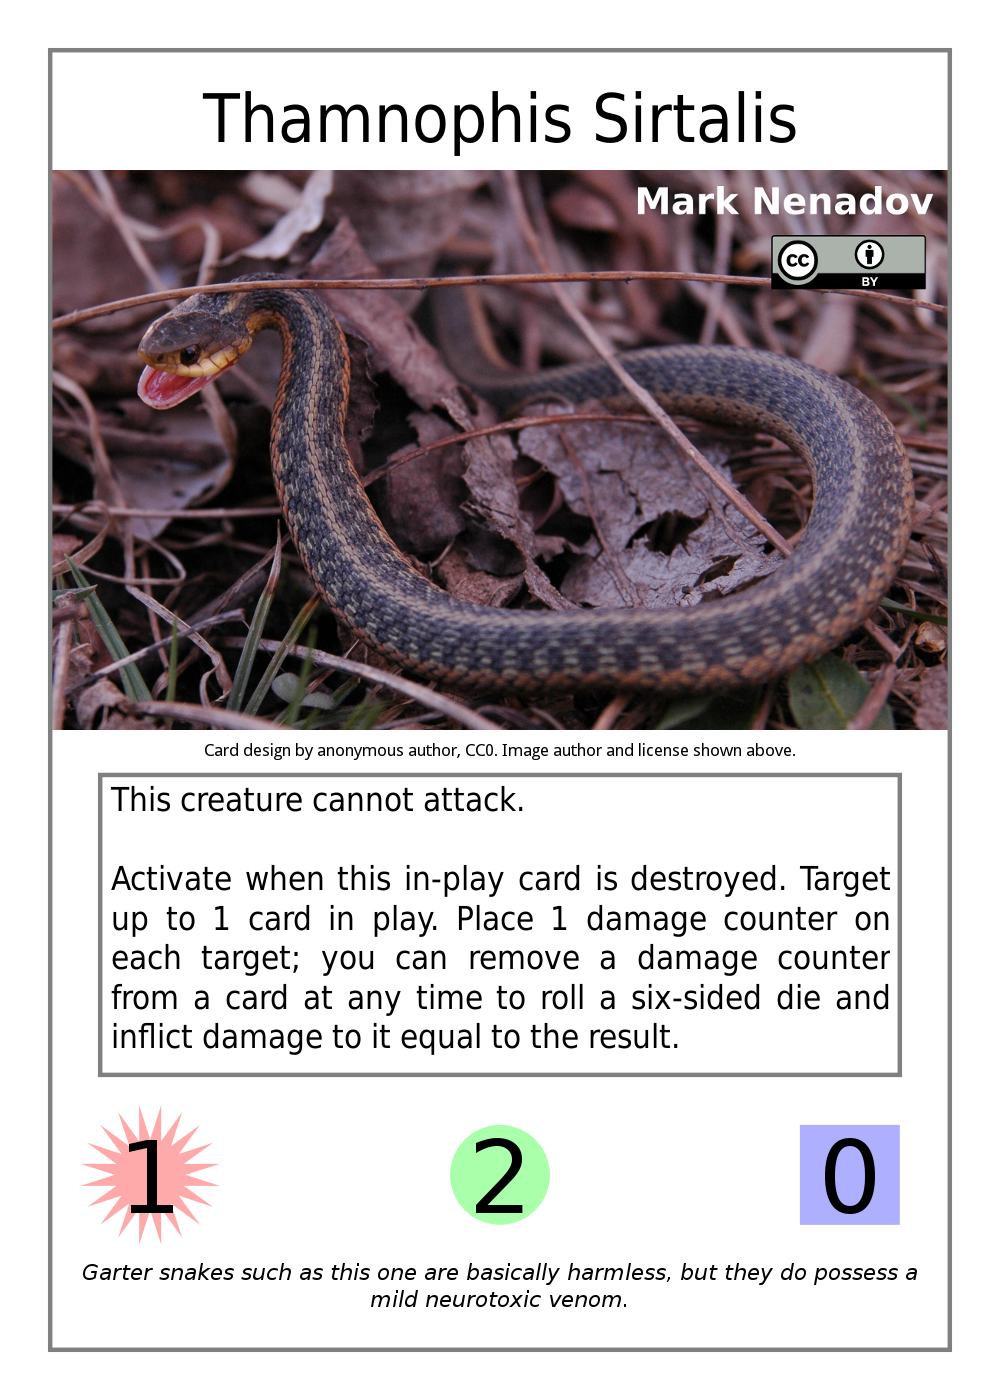 Thamnophis Sirtalis
Mark Nenadov
cc
BY
Card design by anonymous author, CC0. Image author and license shown above.
This creature cannot attack.
Activate when this in-play card is destroyed. Target
up to 1 card in play. Place 1 damage counter on
each target; you can remove a damage counter
from a card at any time to roll a six-sided die and
inflict damage to it equal to the result.
1 2 0
Garter snakes such as this one are basically harmless, but they do possess a
mild neurotoxic venom.